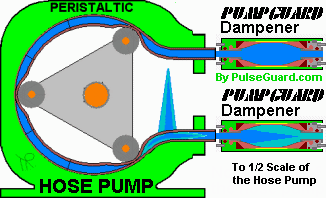 PERISTALTIC
HOSE PUMP
PUMPGUARD
Dampener
By PulseGuard.com
PUMPGUARD
Dampener
To 1/2 Scale of
the Hose Pump